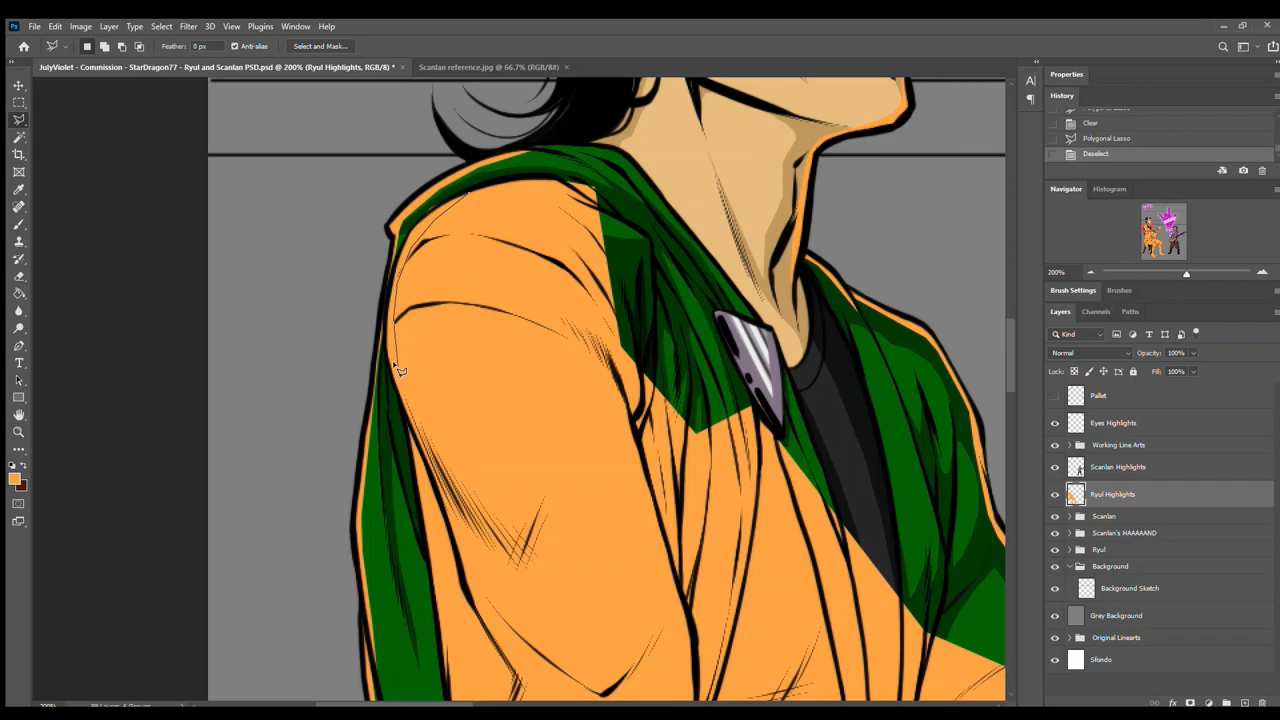 Ps File Edit Image Layer Type Select Filter 3D View Plugins Window Help
Feather: 0 px Anti-alias Select and Mask...
JulyViolet - Commission - StarDragon77 - Ryul and Scanlan PSD.psd @ 200% (Ryul Highlights, RGB/8) * × Scanlan reference.jpg @ 66.7% (RGB/8#) ×
Properties
History
Clear
Polygonal Lasso
Deselect
Navigator Histogram
200%
Brush Settings Brushes
Layers Channels Paths
Kind
Normal Opacity: 100%
Lock: Fill: 100%
Pallet
Eyes Highlights
Working Line Arts
Scanlan Highlights
Ryul Highlights
Scanlan
Scanlan's HAAAAND
Ryul
Background
Background Sketch
Grey Background
Original Linearts
Sfondo